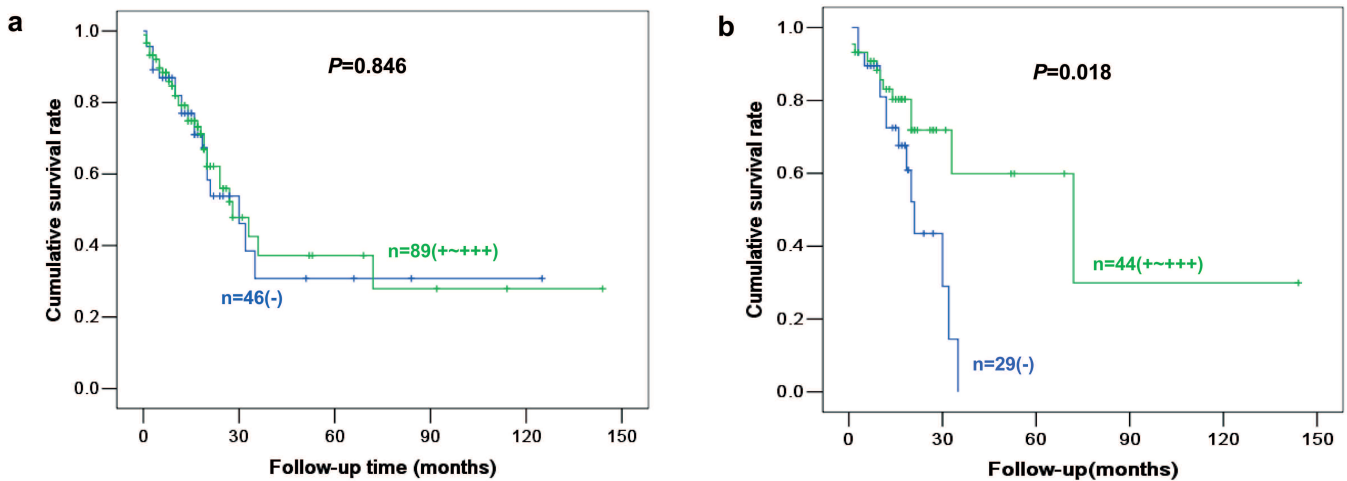 a
P=0.846
Cumulative survival rate
1.0
0.8
0.6
0.4
0.2
0.0
n=89(+~+++)
n=46(-)
0 30 60 90 120 150
Follow-up time (months)
b
P=0.018
Cumulative survival rate
1.0
0.8
0.6
0.4
0.2
0.0
n=44(+~+++)
n=29(-)
0 30 60 90 120 150
Follow-up(months)